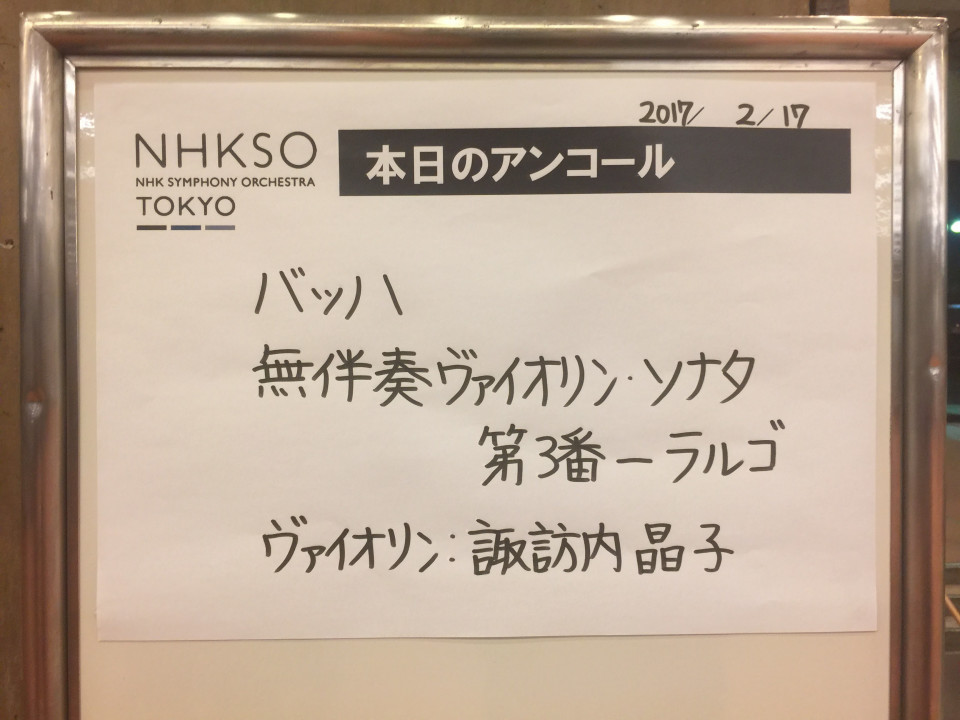 2017/ 2/17
NHKSO
NHK SYMPHONY ORCHESTRA
TOKYO
本日のアンコール
バッハ
無伴奏ヴァイオリン・ソナタ
第3番ーラルゴ
ヴァイオリン:諏訪内晶子